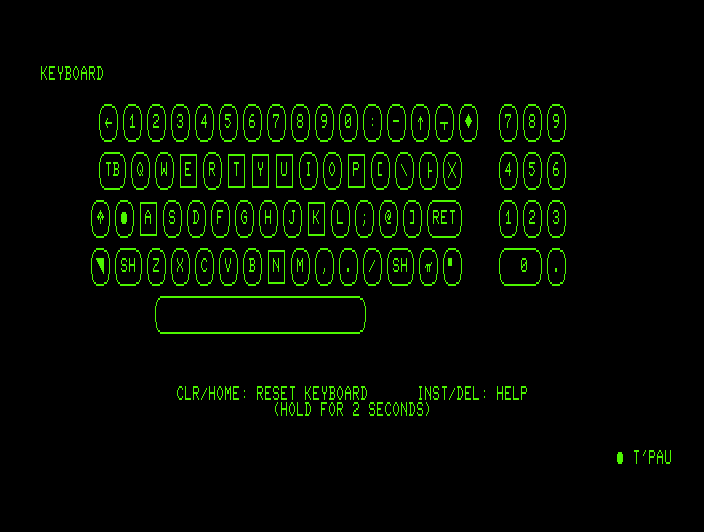 KEYBOARD
← 1 2 3 4 5 6 7 8 9 0 : - ↑ ┬ ♦ 7 8 9
TB Q W E R T Y U I O P [ \ ├ X 4 5 6
↑ ● A S D F G H J K L ; @ ] RET 1 2 3
◥ SH Z X C V B N M , . / SH π ▘ 0 .
CLR/HOME: RESET KEYBOARD INST/DEL: HELP
(HOLD FOR 2 SECONDS)
● T'PAU